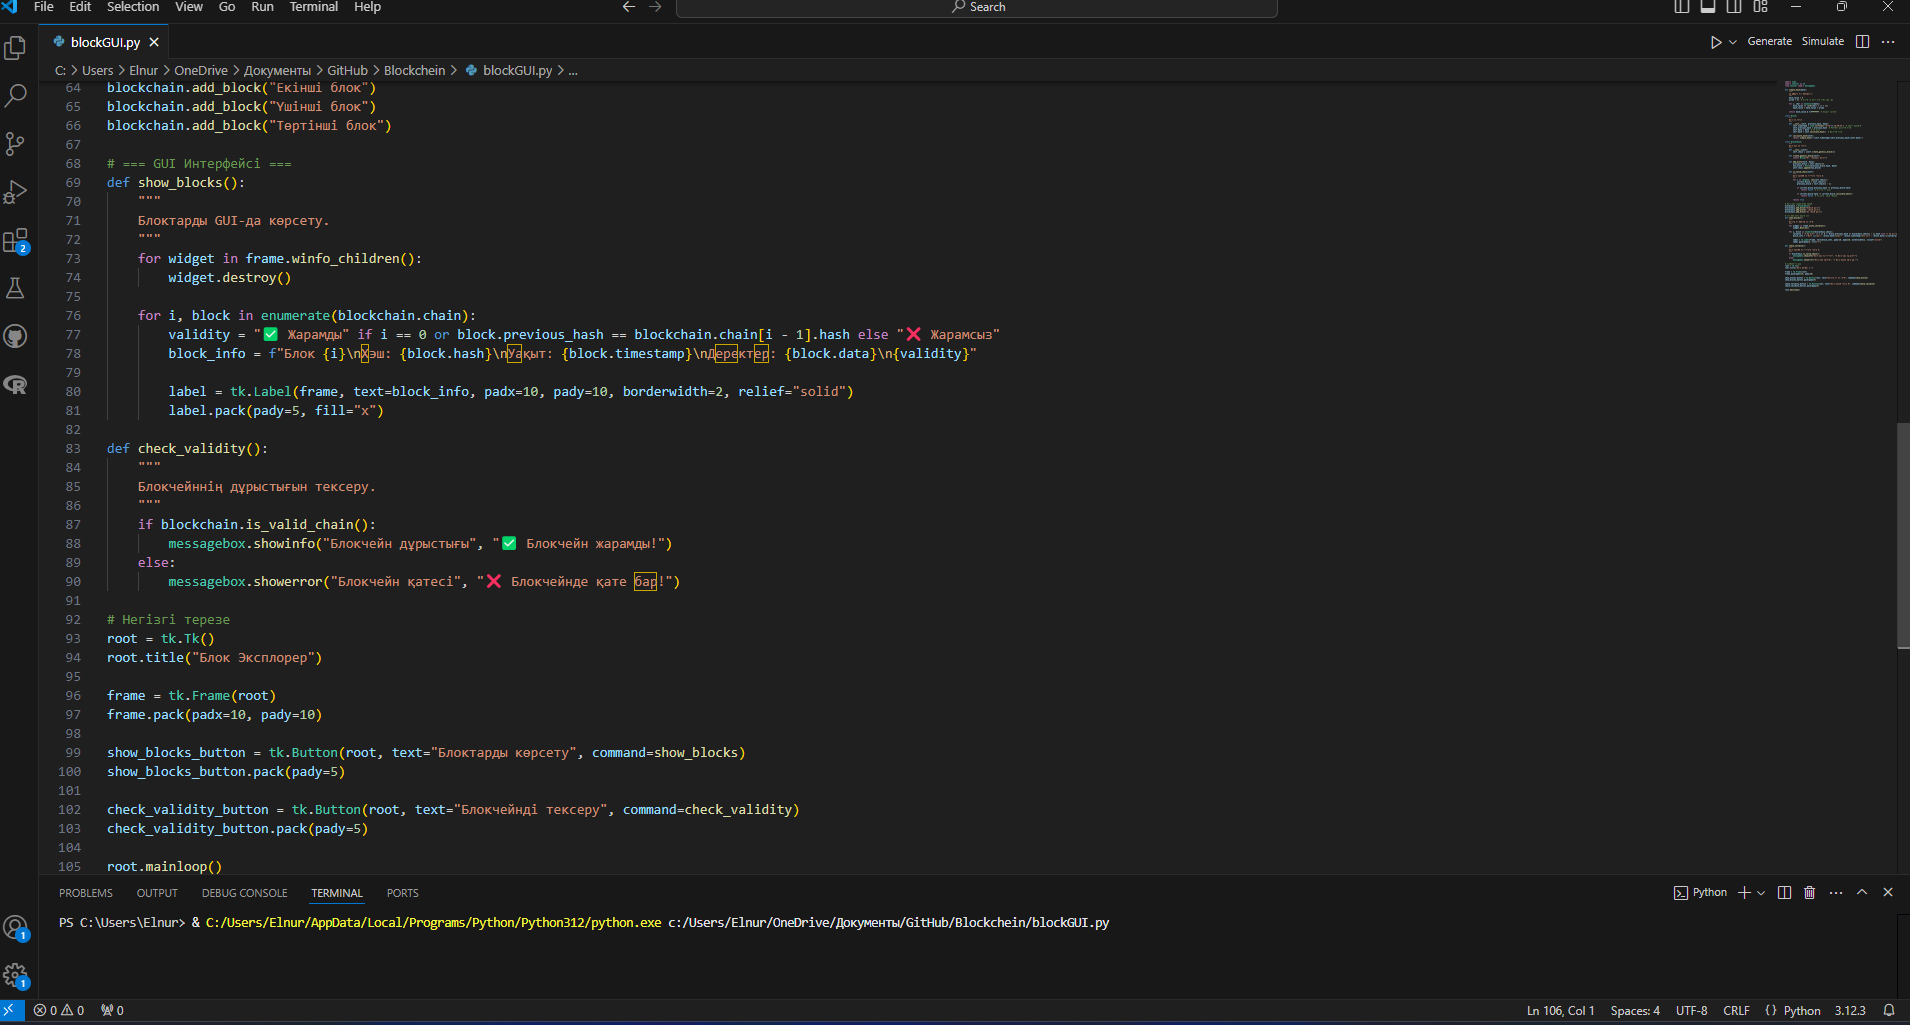 File Edit Selection View Go Run Terminal Help
Search
blockGUI.py
Generate Simulate
C: > Users > Elnur > OneDrive > Документы > GitHub > Blockchein > blockGUI.py > ...
64 blockchain.add_block("Екінші блок")
65 blockchain.add_block("Үшінші блок")
66 blockchain.add_block("Төртінші блок")
67
68 # === GUI Интерфейсі ===
69 def show_blocks():
70     """
71     Блоктарды GUI-да көрсету.
72     """
73     for widget in frame.winfo_children():
74         widget.destroy()
75
76     for i, block in enumerate(blockchain.chain):
77         validity = "✅ Жарамды" if i == 0 or block.previous_hash == blockchain.chain[i - 1].hash else "❌ Жарамсыз"
78         block_info = f"Блок {i}\nХэш: {block.hash}\nУақыт: {block.timestamp}\nДеректер: {block.data}\n{validity}"
79
80         label = tk.Label(frame, text=block_info, padx=10, pady=10, borderwidth=2, relief="solid")
81         label.pack(pady=5, fill="x")
82
83 def check_validity():
84     """
85     Блокчейннің дұрыстығын тексеру.
86     """
87     if blockchain.is_valid_chain():
88         messagebox.showinfo("Блокчейн дұрыстығы", "✅ Блокчейн жарамды!")
89     else:
90         messagebox.showerror("Блокчейн қатесі", "❌ Блокчейнде қате бар!")
91
92 # Негізгі терезе
93 root = tk.Tk()
94 root.title("Блок Эксплорер")
95
96 frame = tk.Frame(root)
97 frame.pack(padx=10, pady=10)
98
99 show_blocks_button = tk.Button(root, text="Блоктарды көрсету", command=show_blocks)
100 show_blocks_button.pack(pady=5)
101
102 check_validity_button = tk.Button(root, text="Блокчейнді тексеру", command=check_validity)
103 check_validity_button.pack(pady=5)
104
105 root.mainloop()
PROBLEMS OUTPUT DEBUG CONSOLE TERMINAL PORTS
Python
PS C:\Users\Elnur> & C:/Users/Elnur/AppData/Local/Programs/Python/Python312/python.exe c:/Users/Elnur/OneDrive/Документы/GitHub/Blockchein/blockGUI.py
2
1
1
0 0 0
Ln 106, Col 1 Spaces: 4 UTF-8 CRLF {} Python 3.12.3